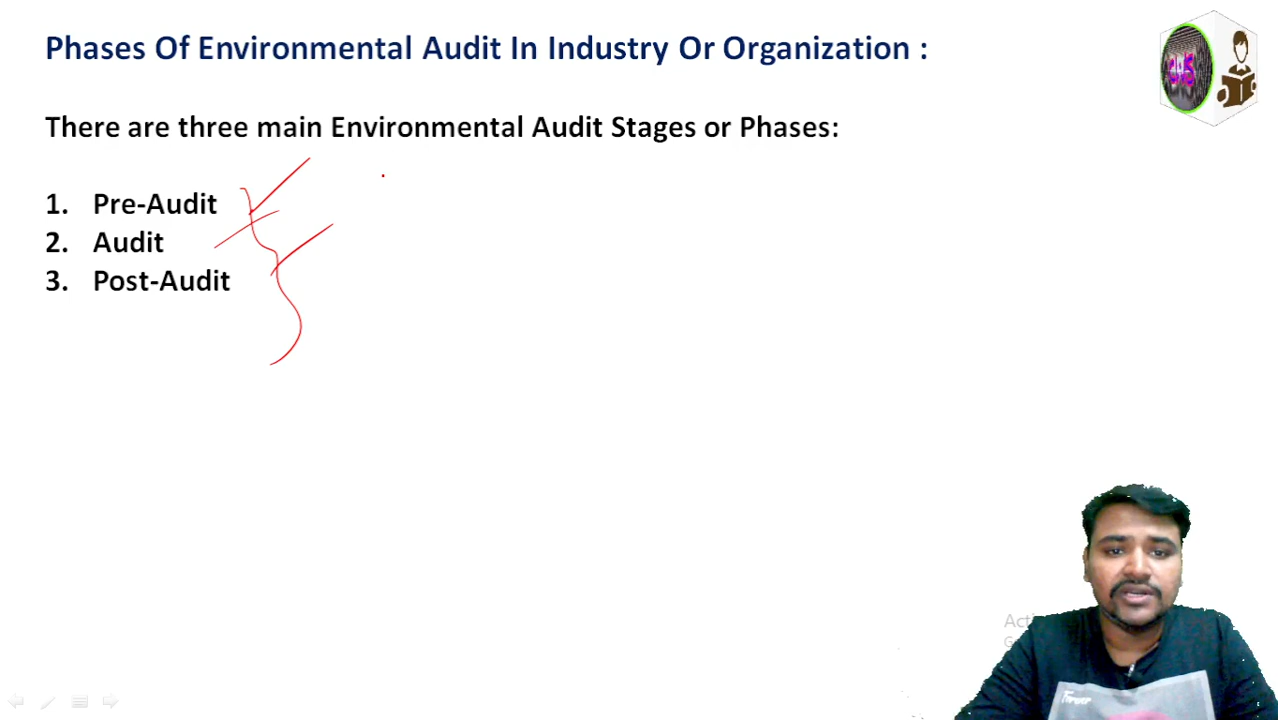 Phases Of Environmental Audit In Industry Or Organization :
There are three main Environmental Audit Stages or Phases:
1. Pre-Audit
2. Audit
3. Post-Audit